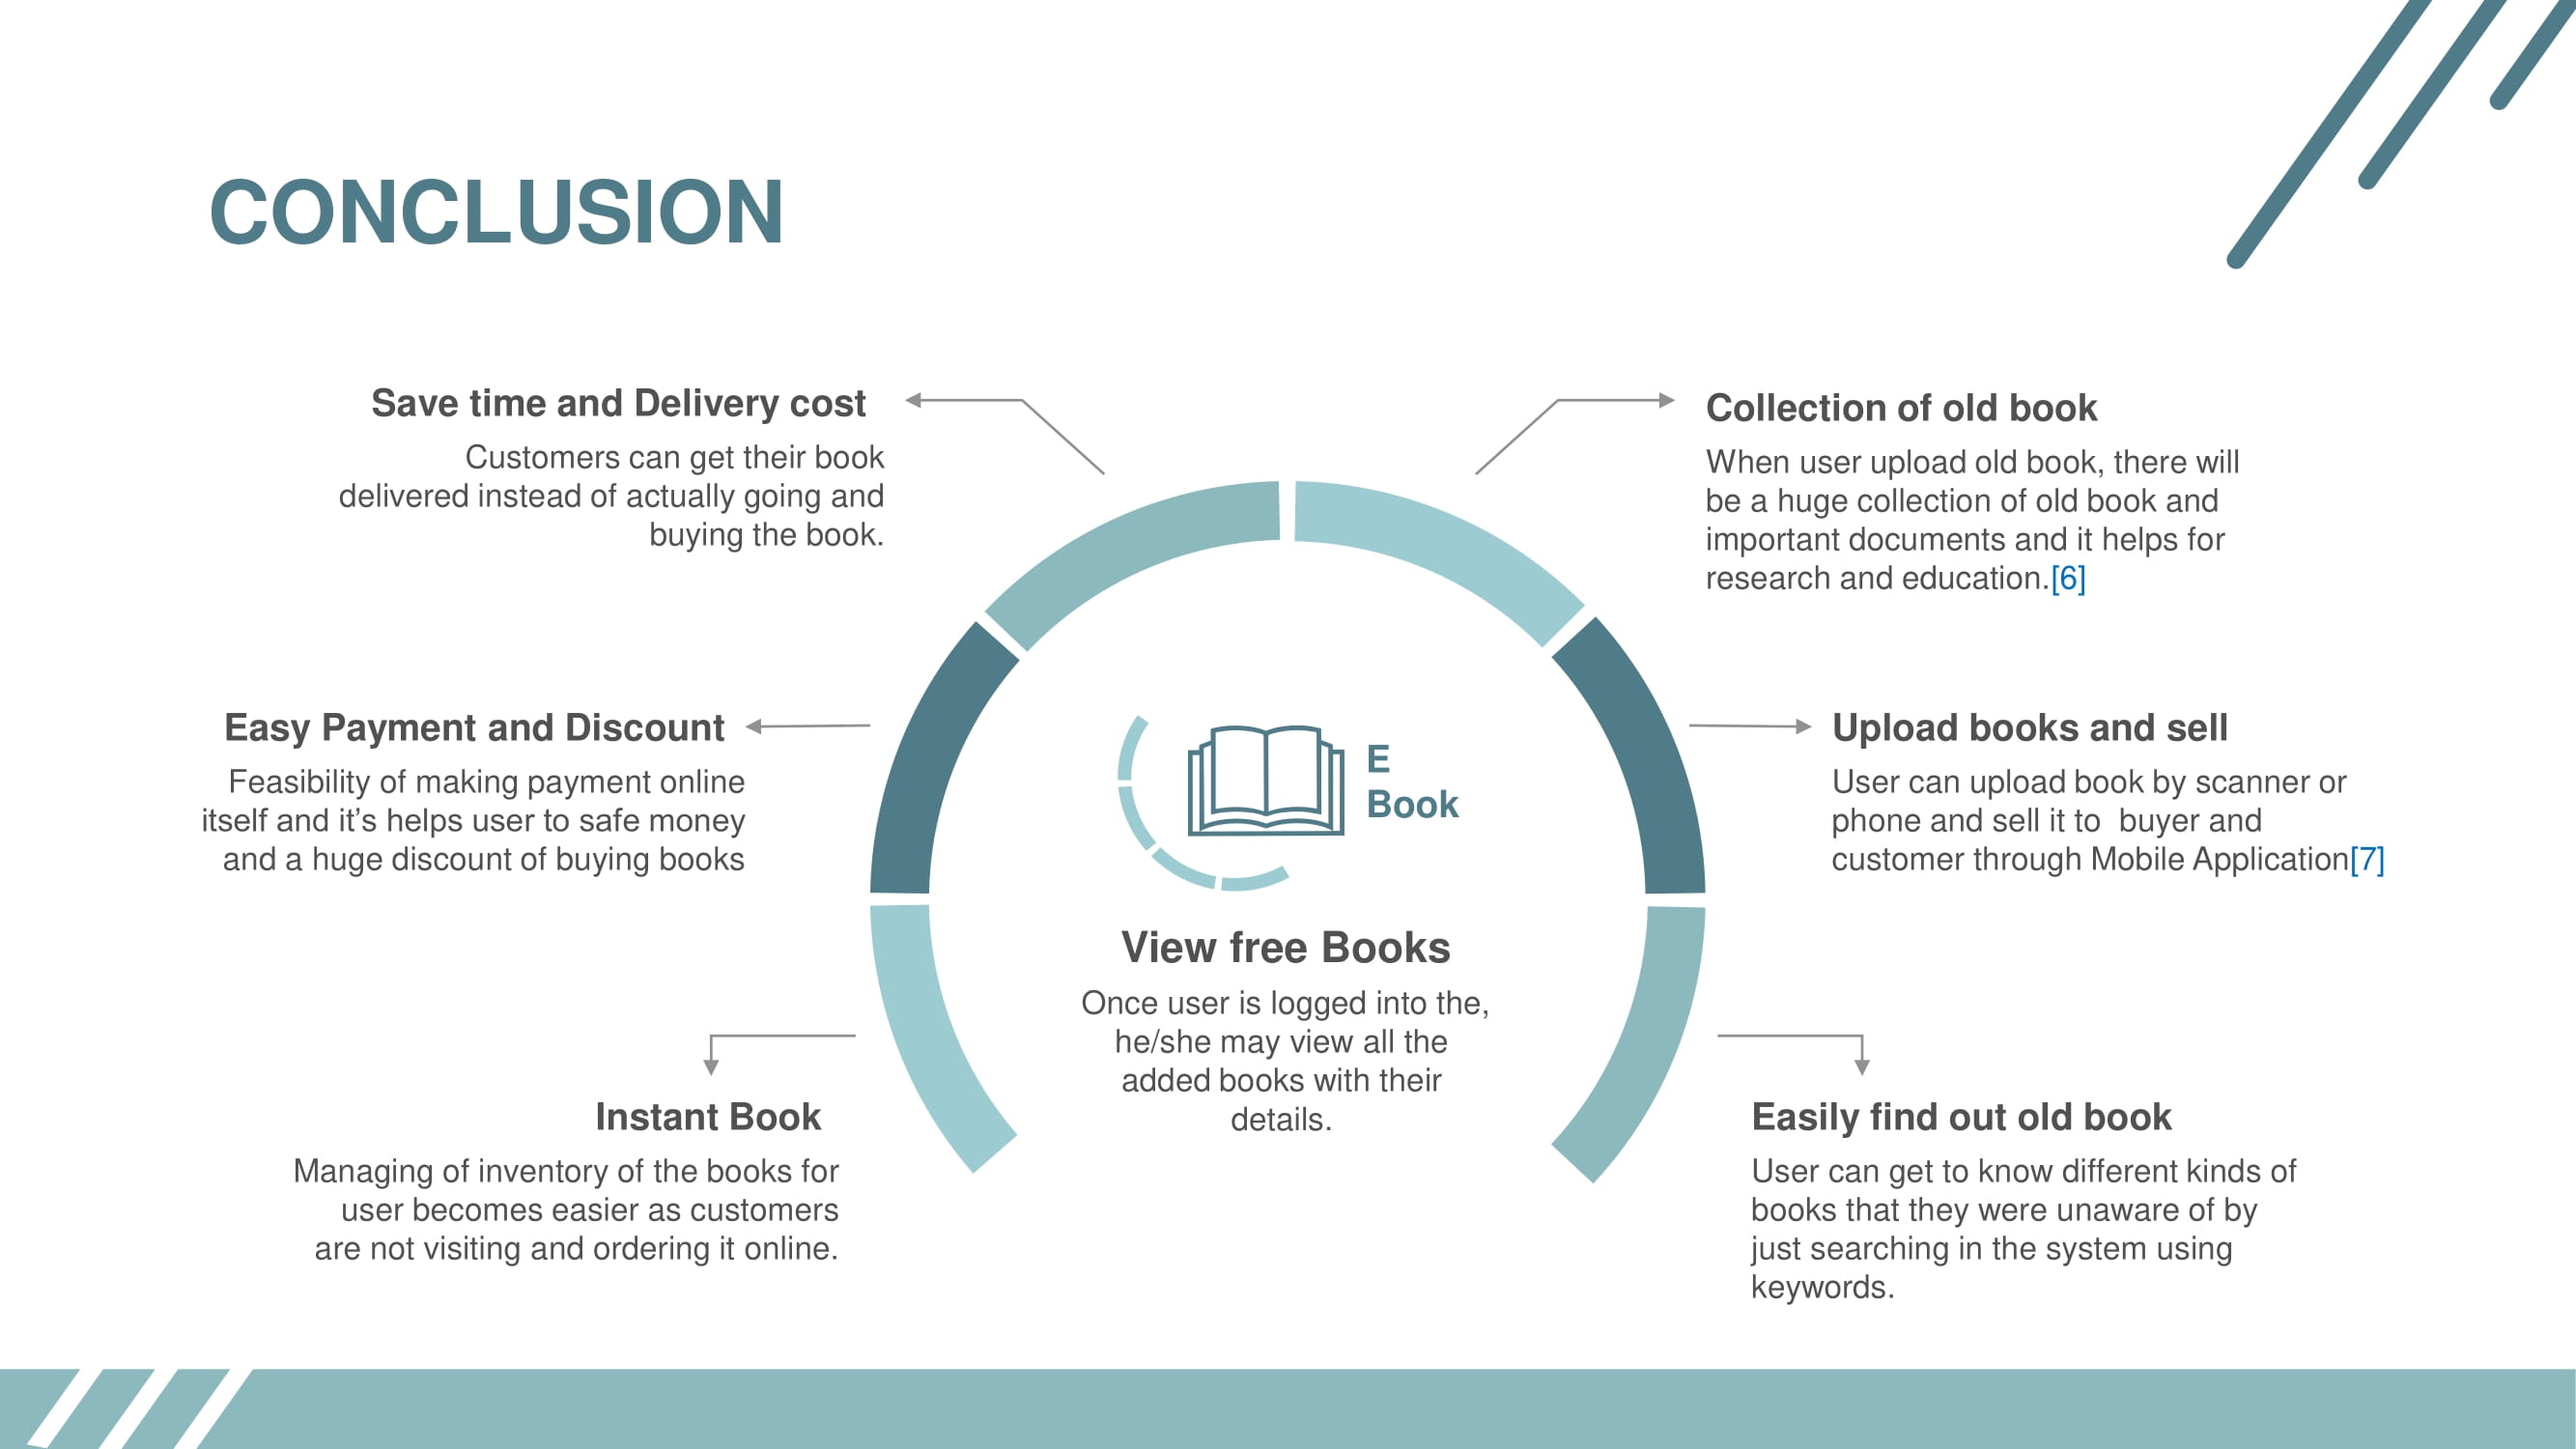 CONCLUSION
Save time and Delivery cost
Customers can get their book
delivered instead of actually going and
buying the book.
Easy Payment and Discount
Feasibility of making payment online
itself and it’s helps user to safe money
and a huge discount of buying books
Instant Book
Managing of inventory of the books for
user becomes easier as customers
are not visiting and ordering it online.
E
Book
View free Books
Once user is logged into the,
he/she may view all the
added books with their
details.
Collection of old book
When user upload old book, there will
be a huge collection of old book and
important documents and it helps for
research and education.[6]
Upload books and sell
User can upload book by scanner or
phone and sell it to  buyer and
customer through Mobile Application[7]
Easily find out old book
User can get to know different kinds of
books that they were unaware of by
just searching in the system using
keywords.